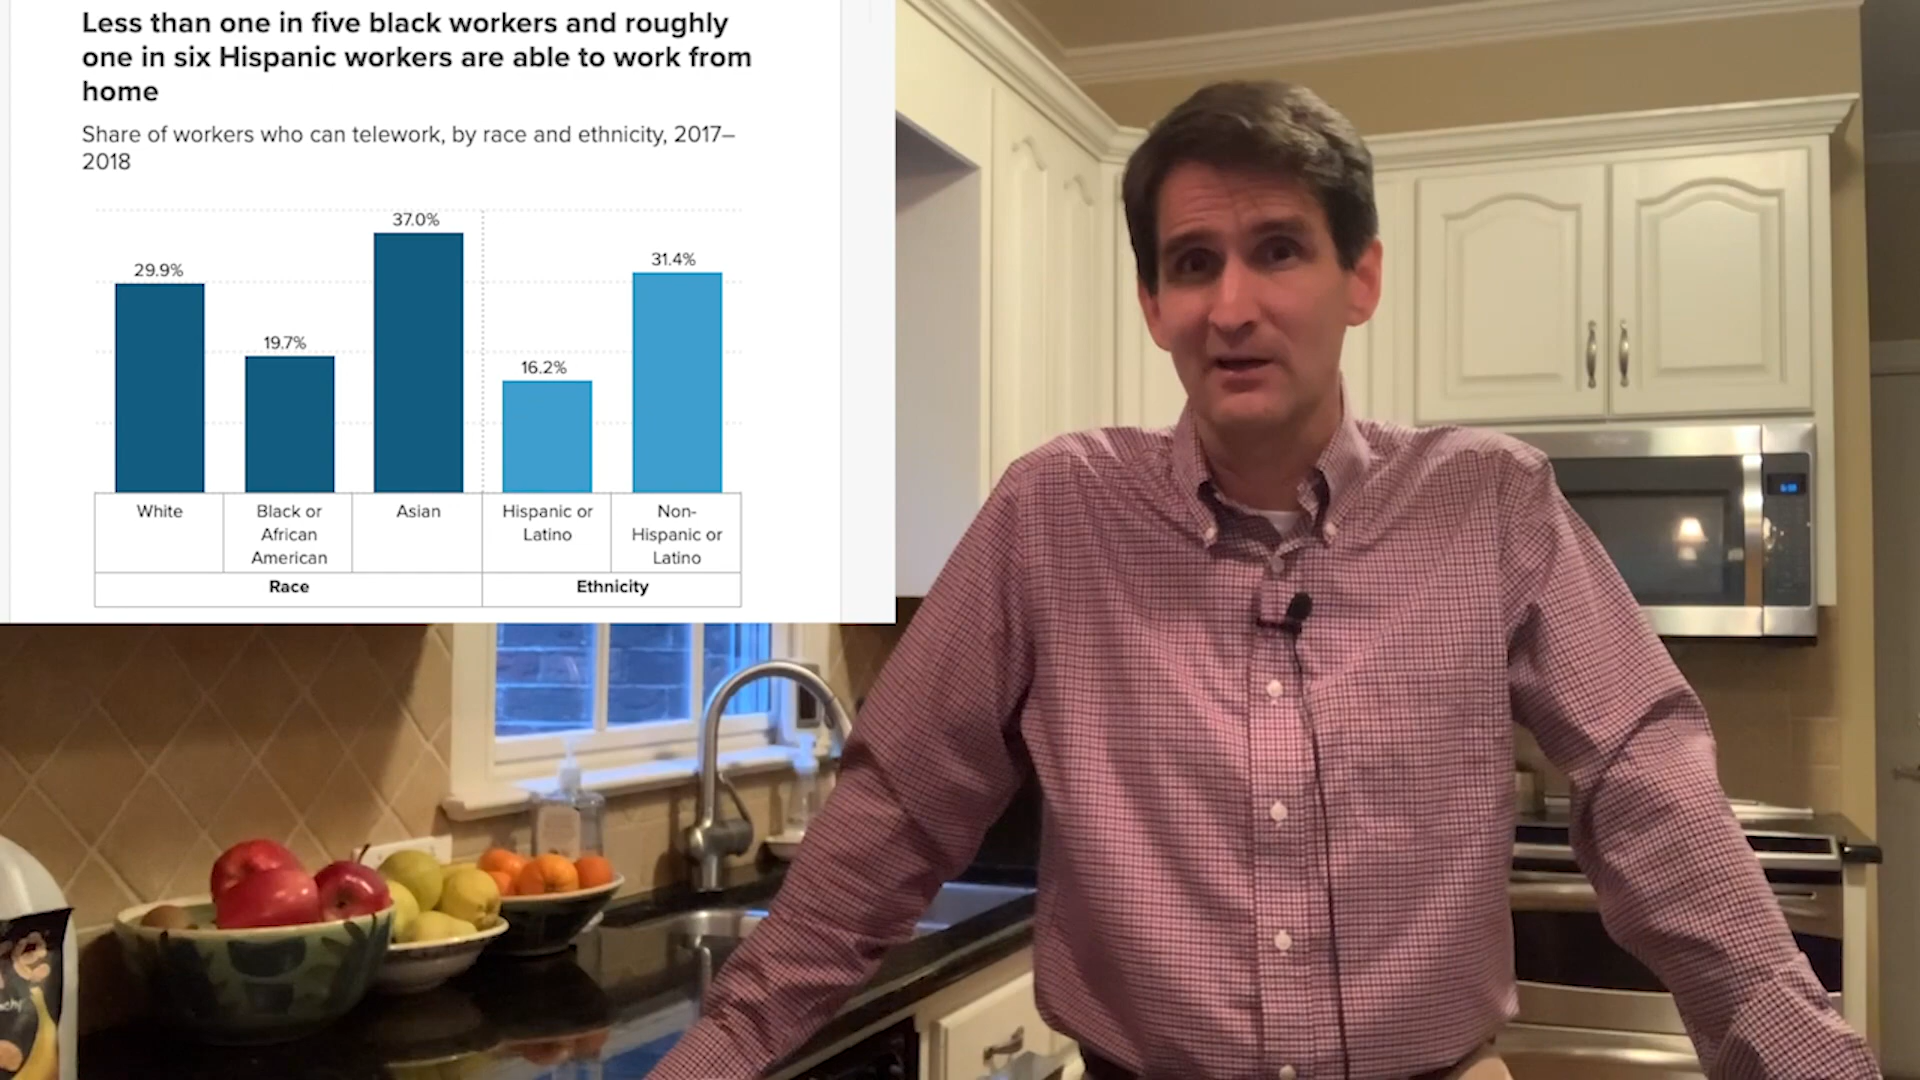 Less than one in five black workers and roughly
one in six Hispanic workers are able to work from
home
Share of workers who can telework, by race and ethnicity, 2017–
2018
37.0%
31.4%
29.9%
19.7%
16.2%
White
Black or
African
American
Asian
Hispanic or
Latino
Non-
Hispanic or
Latino
Race
Ethnicity